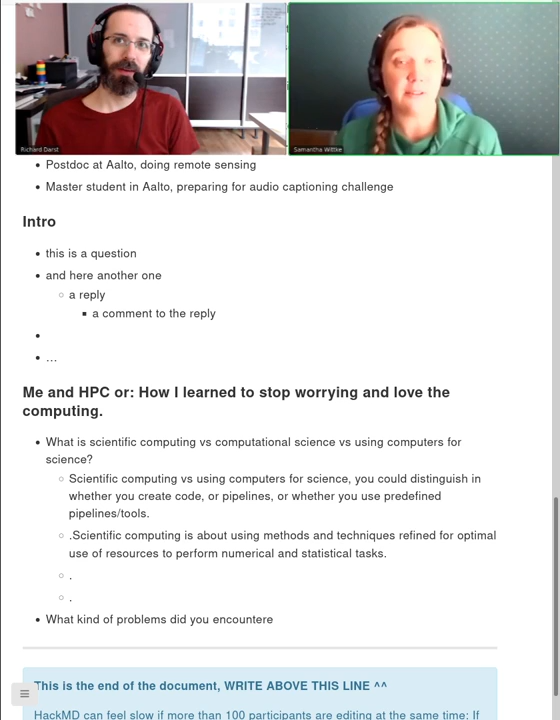 Richard Darst
Samantha Wittke
Postdoc at Aalto, doing remote sensing
Master student in Aalto, preparing for audio captioning challenge
Intro
this is a question
and here another one
a reply
a comment to the reply
...
Me and HPC or: How I learned to stop worrying and love the
computing.
What is scientific computing vs computational science vs using computers for
science?
Scientific computing vs using computers for science, you could distinguish in
whether you create code, or pipelines, or whether you use predefined
pipelines/tools.
.Scientific computing is about using methods and techniques refined for optimal
use of resources to perform numerical and statistical tasks.
.
.
What kind of problems did you encountere
This is the end of the document, WRITE ABOVE THIS LINE ^^
HackMD can feel slow if more than 100 participants are editing at the same time: If